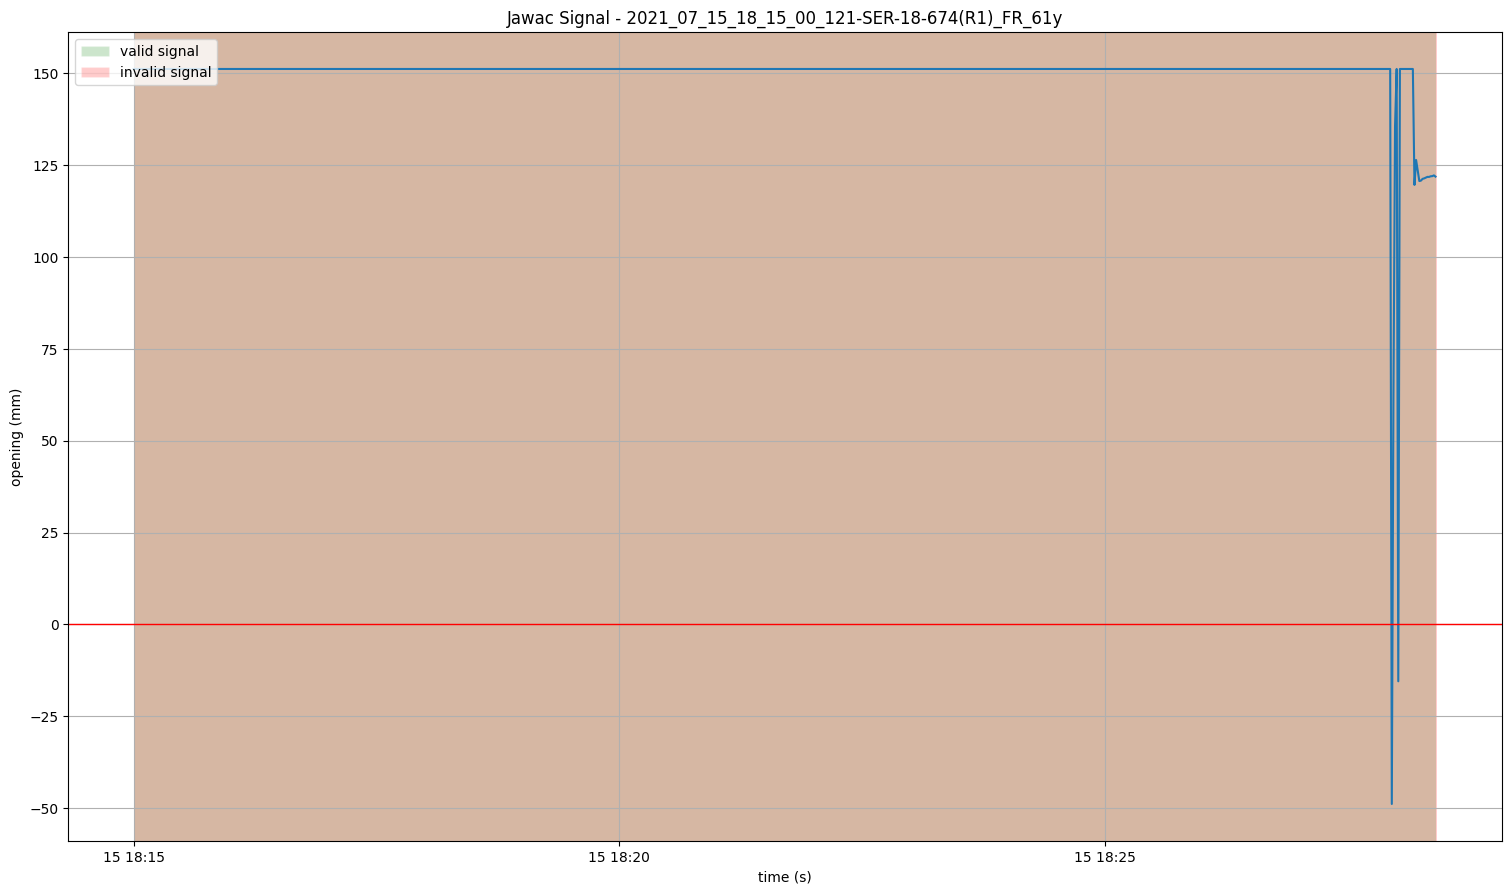 Jawac Signal - 2021_07_15_18_15_00_121-SER-18-674(R1)_FR_61y
valid signal
invalid signal
150
125
100
75
50
25
0
−25
−50
opening (mm)
15 18:15
15 18:20
15 18:25
time (s)